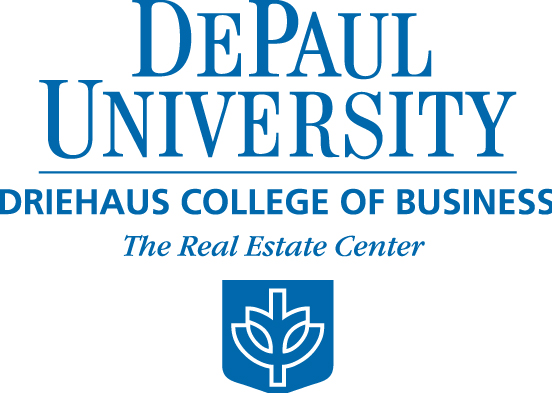 DEPAUL
UNIVERSITY
DRIEHAUS COLLEGE OF BUSINESS
The Real Estate Center